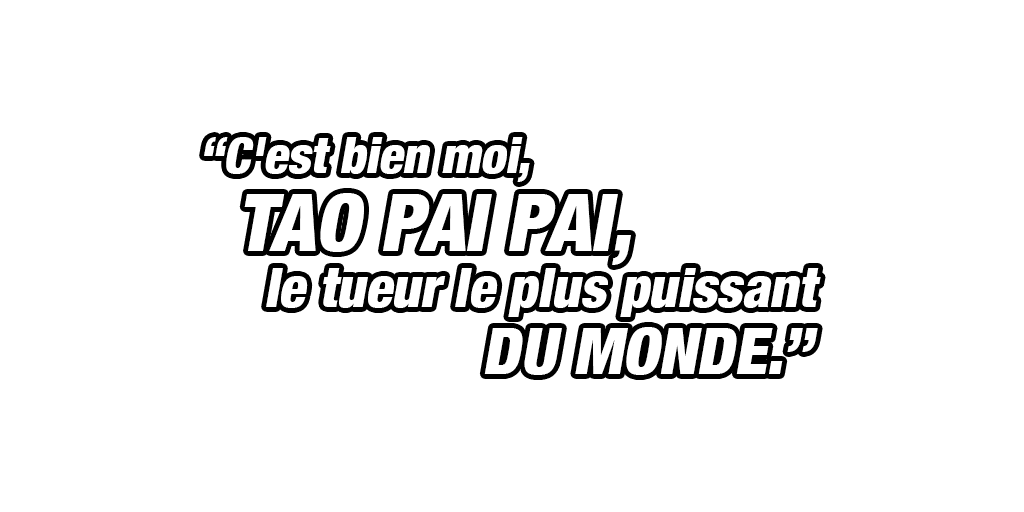 “C'est bien moi,
TAO PAI PAI,
le tueur le plus puissant
DU MONDE.”